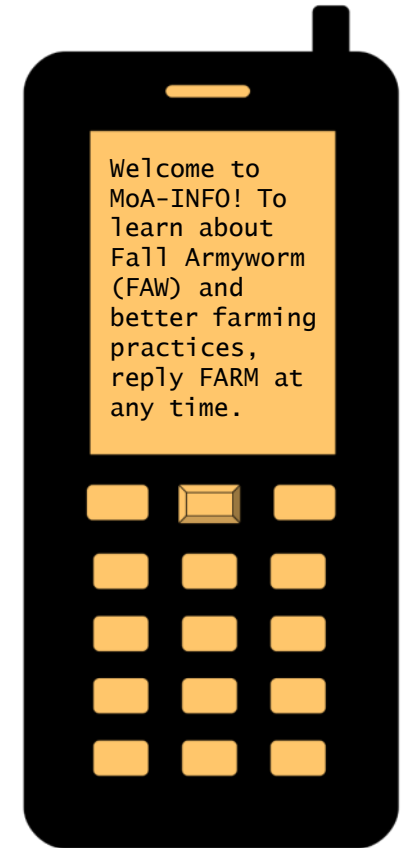 Welcome to
MoA-INFO! To
learn about
Fall Armyworm
(FAW) and
better farming
practices,
reply FARM at
any time.